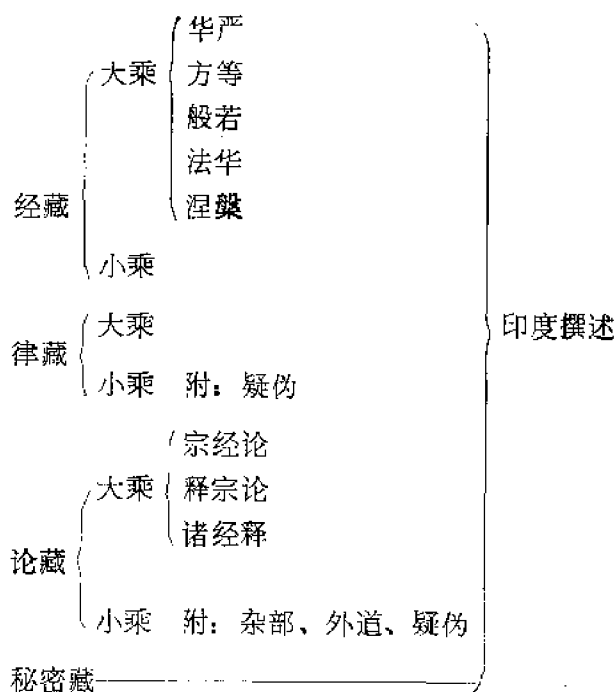 华严
大乘 方等
般若
法华
经藏 涅槃
小乘
大乘 印度撰述
律藏
小乘 附：疑伪
宗经论
大乘 释宗论
诸经释
论藏
小乘 附：杂部、外道、疑伪
秘密藏